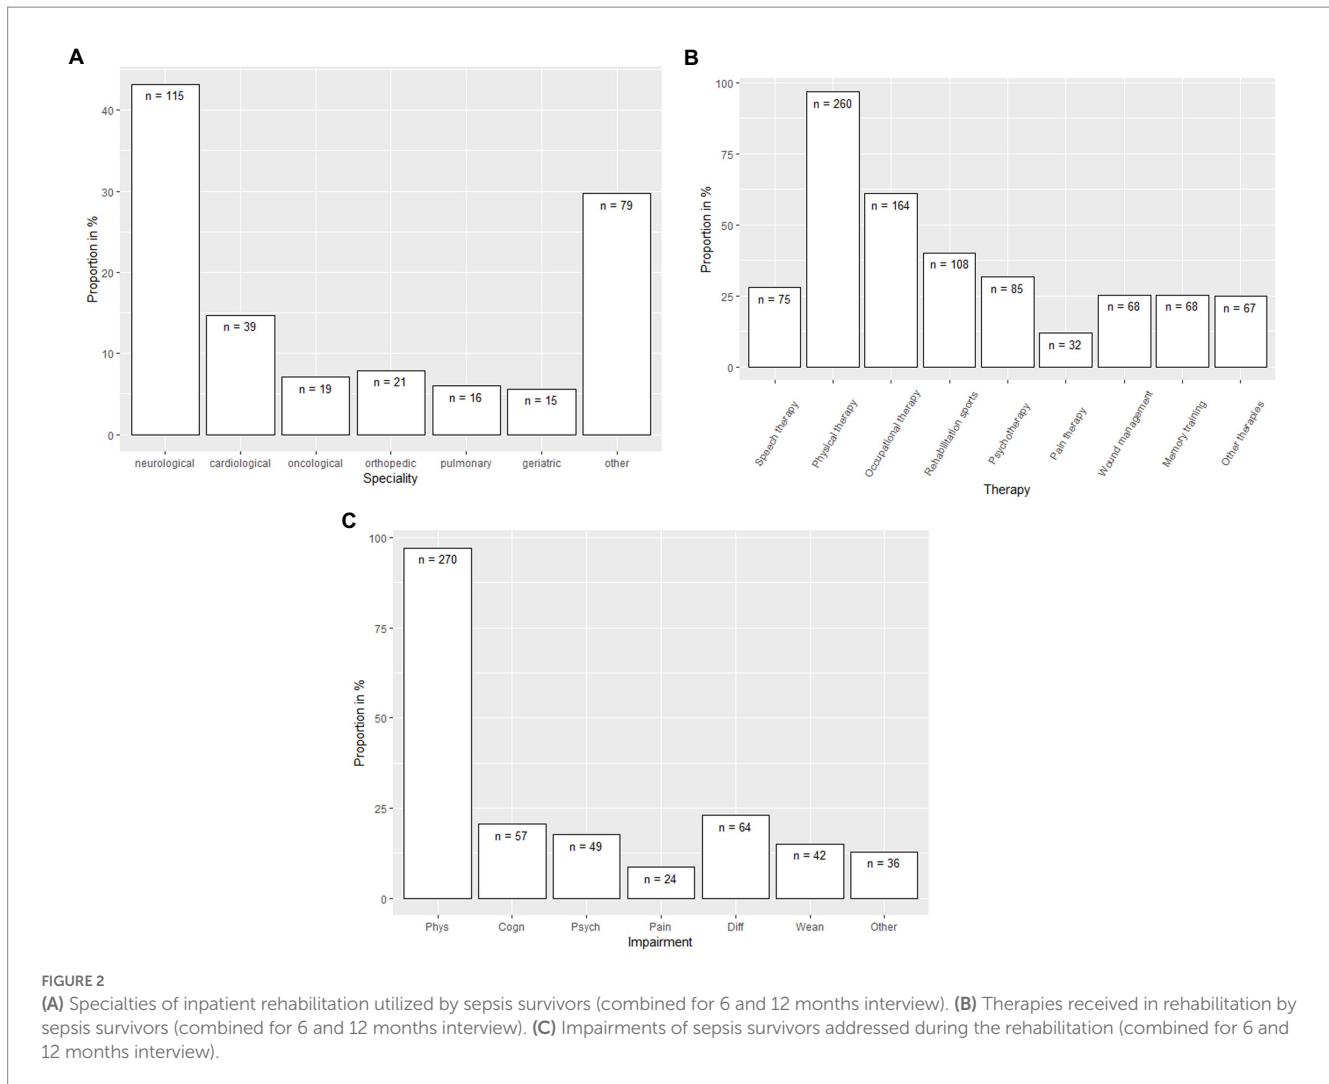 A
Proportion in %
40
30
20
10
0
n = 115
n = 39
n = 19
n = 21
n = 16
n = 15
n = 79
neurological cardiological oncological orthopedic pulmonary geriatric other
Speciality
B
Proportion in %
100
75
50
25
0
n = 75
n = 260
n = 164
n = 108
n = 85
n = 32
n = 68
n = 68
n = 67
Speech therapy
Physical therapy
Occupational therapy
Rehabilitation sports
Psychotherapy
Pain therapy
Wound management
Memory training
Other therapies
Therapy
C
Proportion in %
100
75
50
25
0
n = 270
n = 57
n = 49
n = 24
n = 64
n = 42
n = 36
Phys Cogn Psych Pain Diff Wean Other
Impairment
FIGURE 2
(A) Specialties of inpatient rehabilitation utilized by sepsis survivors (combined for 6 and 12 months interview). (B) Therapies received in rehabilitation by
sepsis survivors (combined for 6 and 12 months interview). (C) Impairments of sepsis survivors addressed during the rehabilitation (combined for 6 and
12 months interview).